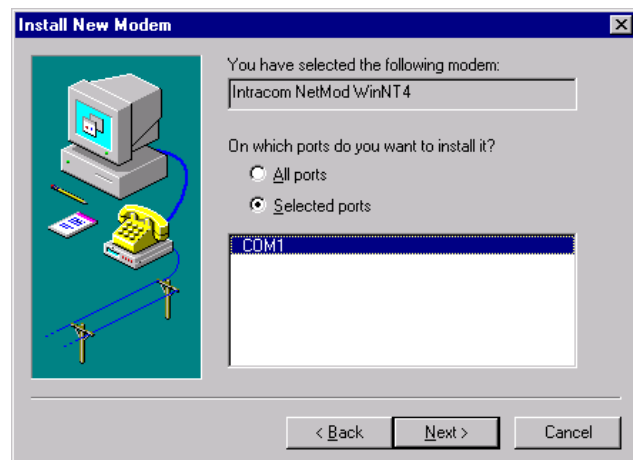 Install New Modem
You have selected the following modem:
Intracom NetMod WinNT4
On which ports do you want to install it?
All ports
Selected ports
COM1
< Back
Next >
Cancel